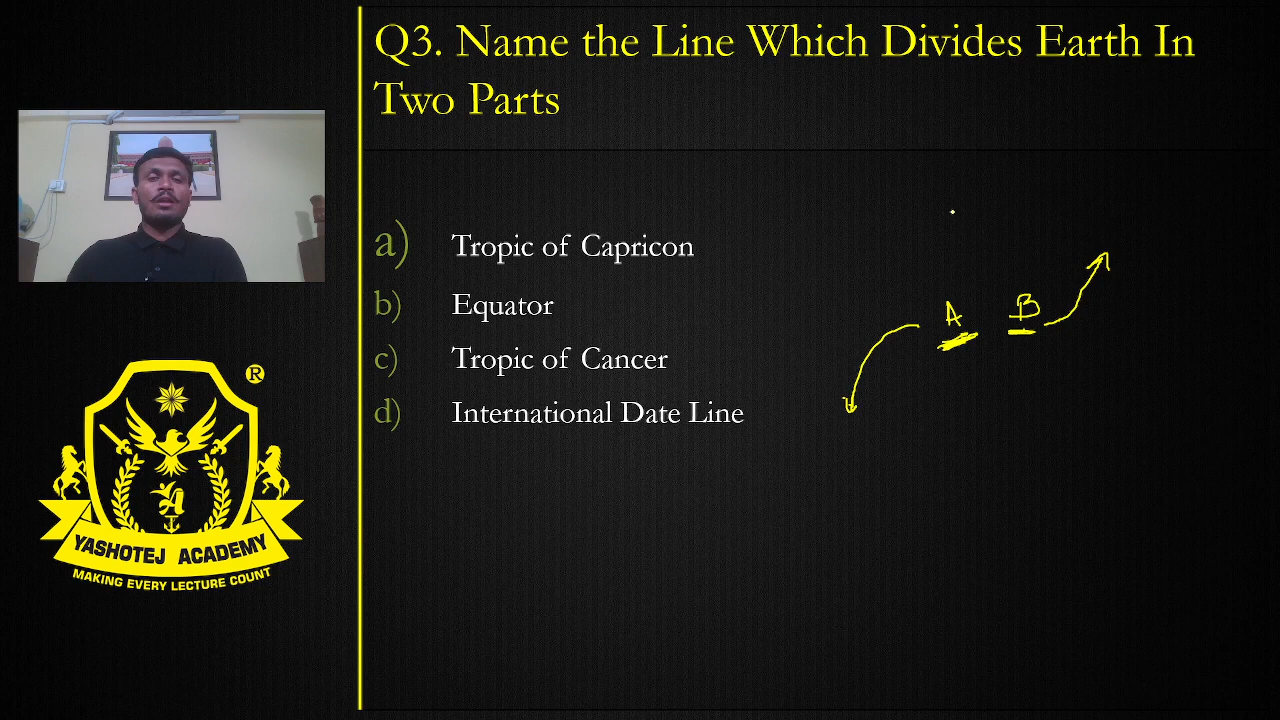 Q3. Name the Line Which Divides Earth In
Two Parts
a) Tropic of Capricon
b) Equator
c) Tropic of Cancer
d) International Date Line
A B
®
A
YASHOTEJ ACADEMY
MAKING EVERY LECTURE COUNT